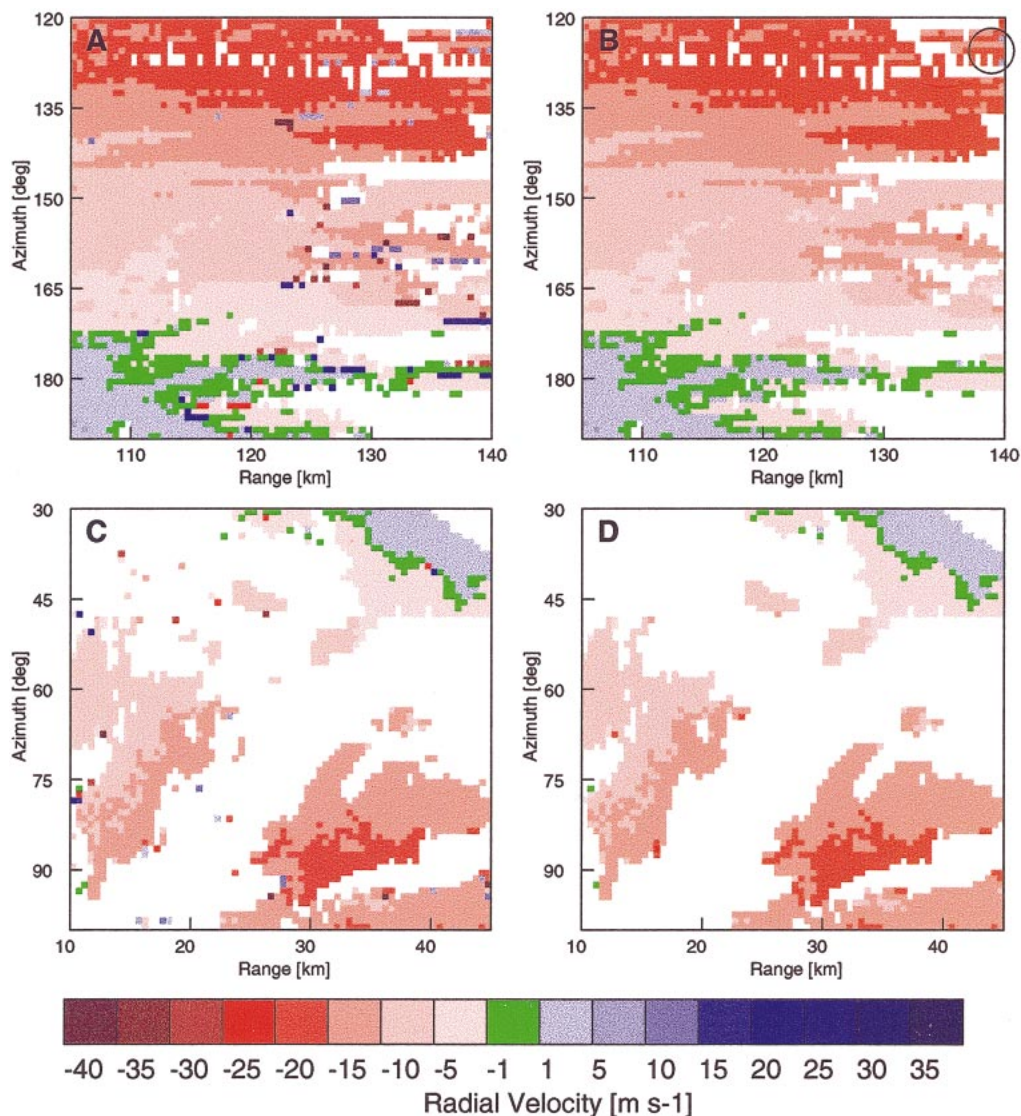 A
B
120
135
150
165
180
Azimuth [deg]
110
120
130
140
Range [km]
120
135
150
165
180
Azimuth [deg]
110
120
130
140
Range [km]
C
D
30
45
60
75
90
Azimuth [deg]
10
20
30
40
Range [km]
30
45
60
75
90
Azimuth [deg]
10
20
30
40
Range [km]
-40 -35 -30 -25 -20 -15 -10 -5 -1 1 5 10 15 20 25 30 35
Radial Velocity [m s-1]